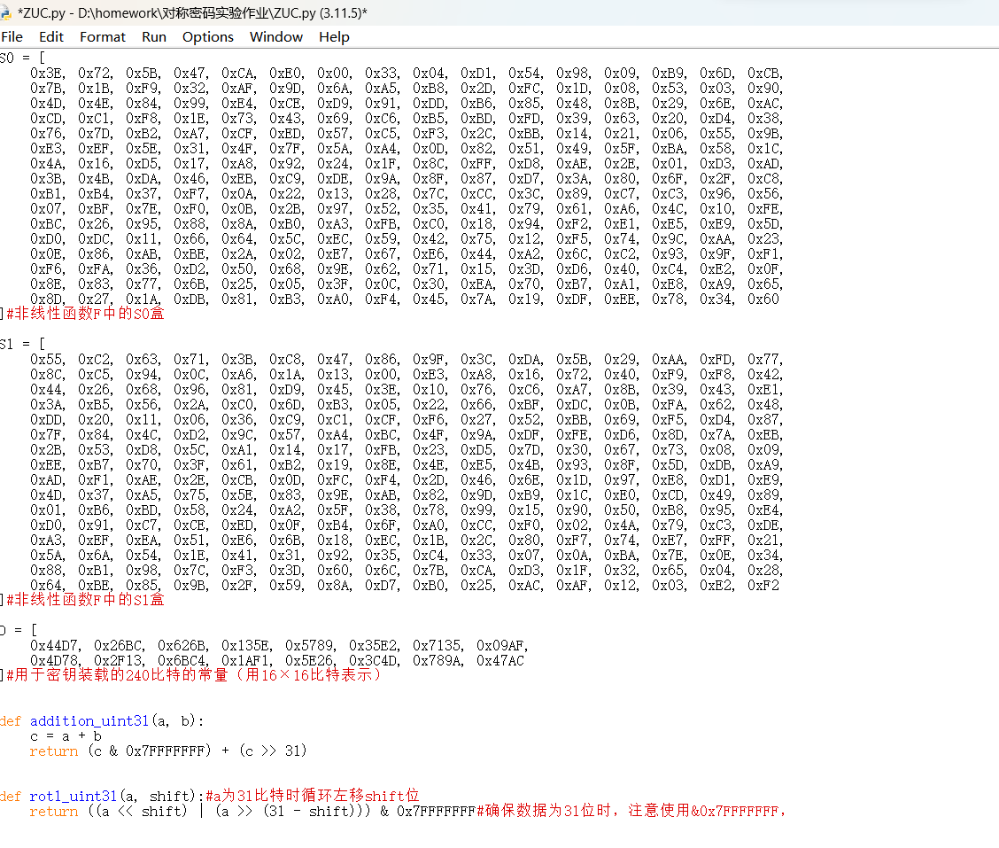 *ZUC.py - D:\homework\对称密码实验作业\ZUC.py (3.11.5)*
File Edit Format Run Options Window Help
S0 = [
0x3E, 0x72, 0x5B, 0x47, 0xCA, 0xE0, 0x00, 0x33, 0x04, 0xD1, 0x54, 0x98, 0x09, 0xB9, 0x6D, 0xCB,
0x7B, 0x1B, 0xF9, 0x32, 0xAF, 0x9D, 0x6A, 0xA5, 0xB8, 0x2D, 0xFC, 0x1D, 0x08, 0x53, 0x03, 0x90,
0x4D, 0x4E, 0x84, 0x99, 0xE4, 0xCE, 0xD9, 0x91, 0xDD, 0xB6, 0x85, 0x48, 0x8B, 0x29, 0x6E, 0xAC,
0xCD, 0xC1, 0xF8, 0x1E, 0x73, 0x43, 0x69, 0xC6, 0xB5, 0xBD, 0xFD, 0x39, 0x63, 0x20, 0xD4, 0x38,
0x76, 0x7D, 0xB2, 0xA7, 0xCF, 0xED, 0x57, 0xC5, 0xF3, 0x2C, 0xBB, 0x14, 0x21, 0x06, 0x55, 0x9B,
0xE3, 0xEF, 0x5E, 0x31, 0x4F, 0x7F, 0x5A, 0xA4, 0x0D, 0x82, 0x51, 0x49, 0x5F, 0xBA, 0x58, 0x1C,
0x4A, 0x16, 0xD5, 0x17, 0xA8, 0x92, 0x24, 0x1F, 0x8C, 0xFF, 0xD8, 0xAE, 0x2E, 0x01, 0xD3, 0xAD,
0x3B, 0x4B, 0xDA, 0x46, 0xEB, 0xC9, 0xDE, 0x9A, 0x8F, 0x87, 0xD7, 0x3A, 0x80, 0x6F, 0x2F, 0xC8,
0xB1, 0xB4, 0x37, 0xF7, 0x0A, 0x22, 0x13, 0x28, 0x7C, 0xCC, 0x3C, 0x89, 0xC7, 0xC3, 0x96, 0x56,
0x07, 0xBF, 0x7E, 0xF0, 0x0B, 0x2B, 0x97, 0x52, 0x35, 0x41, 0x79, 0x61, 0xA6, 0x4C, 0x10, 0xFE,
0xBC, 0x26, 0x95, 0x88, 0x8A, 0xB0, 0xA3, 0xFB, 0xC0, 0x18, 0x94, 0xF2, 0xE1, 0xE5, 0xE9, 0x5D,
0xD0, 0xDC, 0x11, 0x66, 0x64, 0x5C, 0xEC, 0x59, 0x42, 0x75, 0x12, 0xF5, 0x74, 0x9C, 0xAA, 0x23,
0x0E, 0x86, 0xAB, 0xBE, 0x2A, 0x02, 0xE7, 0x67, 0xE6, 0x44, 0xA2, 0x6C, 0xC2, 0x93, 0x9F, 0xF1,
0xF6, 0xFA, 0x36, 0xD2, 0x50, 0x68, 0x9E, 0x62, 0x71, 0x15, 0x3D, 0xD6, 0x40, 0xC4, 0xE2, 0x0F,
0x8E, 0x83, 0x77, 0x6B, 0x25, 0x05, 0x3F, 0x0C, 0x30, 0xEA, 0x70, 0xB7, 0xA1, 0xE8, 0xA9, 0x65,
0x8D, 0x27, 0x1A, 0xDB, 0x81, 0xB3, 0xA0, 0xF4, 0x45, 0x7A, 0x19, 0xDF, 0xEE, 0x78, 0x34, 0x60
]#非线性函数F中的S0盒
S1 = [
0x55, 0xC2, 0x63, 0x71, 0x3B, 0xC8, 0x47, 0x86, 0x9F, 0x3C, 0xDA, 0x5B, 0x29, 0xAA, 0xFD, 0x77,
0x8C, 0xC5, 0x94, 0x0C, 0xA6, 0x1A, 0x13, 0x00, 0xE3, 0xA8, 0x16, 0x72, 0x40, 0xF9, 0xF8, 0x42,
0x44, 0x26, 0x68, 0x96, 0x81, 0xD9, 0x45, 0x3E, 0x10, 0x76, 0xC6, 0xA7, 0x8B, 0x39, 0x43, 0xE1,
0x3A, 0xB5, 0x56, 0x2A, 0xC0, 0x6D, 0xB3, 0x05, 0x22, 0x66, 0xBF, 0xDC, 0x0B, 0xFA, 0x62, 0x48,
0xDD, 0x20, 0x11, 0x06, 0x36, 0xC9, 0xC1, 0xCF, 0xF6, 0x27, 0x52, 0xBB, 0x69, 0xF5, 0xD4, 0x87,
0x7F, 0x84, 0x4C, 0xD2, 0x9C, 0x57, 0xA4, 0xBC, 0x4F, 0x9A, 0xDF, 0xFE, 0xD6, 0x8D, 0x7A, 0xEB,
0x2B, 0x53, 0xD8, 0x5C, 0xA1, 0x14, 0x17, 0xFB, 0x23, 0xD5, 0x7D, 0x30, 0x67, 0x73, 0x08, 0x09,
0xEE, 0xB7, 0x70, 0x3F, 0x61, 0xB2, 0x19, 0x8E, 0x4E, 0xE5, 0x4B, 0x93, 0x8F, 0x5D, 0xDB, 0xA9,
0xAD, 0xF1, 0xAE, 0x2E, 0xCB, 0x0D, 0xFC, 0xF4, 0x2D, 0x46, 0x6E, 0x1D, 0x97, 0xE8, 0xD1, 0xE9,
0x4D, 0x37, 0xA5, 0x75, 0x5E, 0x83, 0x9E, 0xAB, 0x82, 0x9D, 0xB9, 0x1C, 0xE0, 0xCD, 0x49, 0x89,
0x01, 0xB6, 0xBD, 0x58, 0x24, 0xA2, 0x5F, 0x38, 0x78, 0x99, 0x15, 0x90, 0x50, 0xB8, 0x95, 0xE4,
0xD0, 0x91, 0xC7, 0xCE, 0xED, 0x0F, 0xB4, 0x6F, 0xA0, 0xCC, 0xF0, 0x02, 0x4A, 0x79, 0xC3, 0xDE,
0xA3, 0xEF, 0xEA, 0x51, 0xE6, 0x6B, 0x18, 0xEC, 0x1B, 0x2C, 0x80, 0xF7, 0x74, 0xE7, 0xFF, 0x21,
0x5A, 0x6A, 0x54, 0x1E, 0x41, 0x31, 0x92, 0x35, 0xC4, 0x33, 0x07, 0x0A, 0xBA, 0x7E, 0x0E, 0x34,
0x88, 0xB1, 0x98, 0x7C, 0xF3, 0x3D, 0x60, 0x6C, 0x7B, 0xCA, 0xD3, 0x1F, 0x32, 0x65, 0x04, 0x28,
0x64, 0xBE, 0x85, 0x9B, 0x2F, 0x59, 0x8A, 0xD7, 0xB0, 0x25, 0xAC, 0xAF, 0x12, 0x03, 0xE2, 0xF2
]#非线性函数F中的S1盒
D = [
0x44D7, 0x26BC, 0x626B, 0x135E, 0x5789, 0x35E2, 0x7135, 0x09AF,
0x4D78, 0x2F13, 0x6BC4, 0x1AF1, 0x5E26, 0x3C4D, 0x789A, 0x47AC
]#用于密钥装载的240比特的常量（用16×16比特表示）
def addition_uint31(a, b):
c = a + b
return (c & 0x7FFFFFFF) + (c >> 31)
def rotl_uint31(a, shift):#a为31比特时循环左移shift位
return ((a << shift) | (a >> (31 - shift))) & 0x7FFFFFFF#确保数据为31位时，注意使用&0x7FFFFFFF，